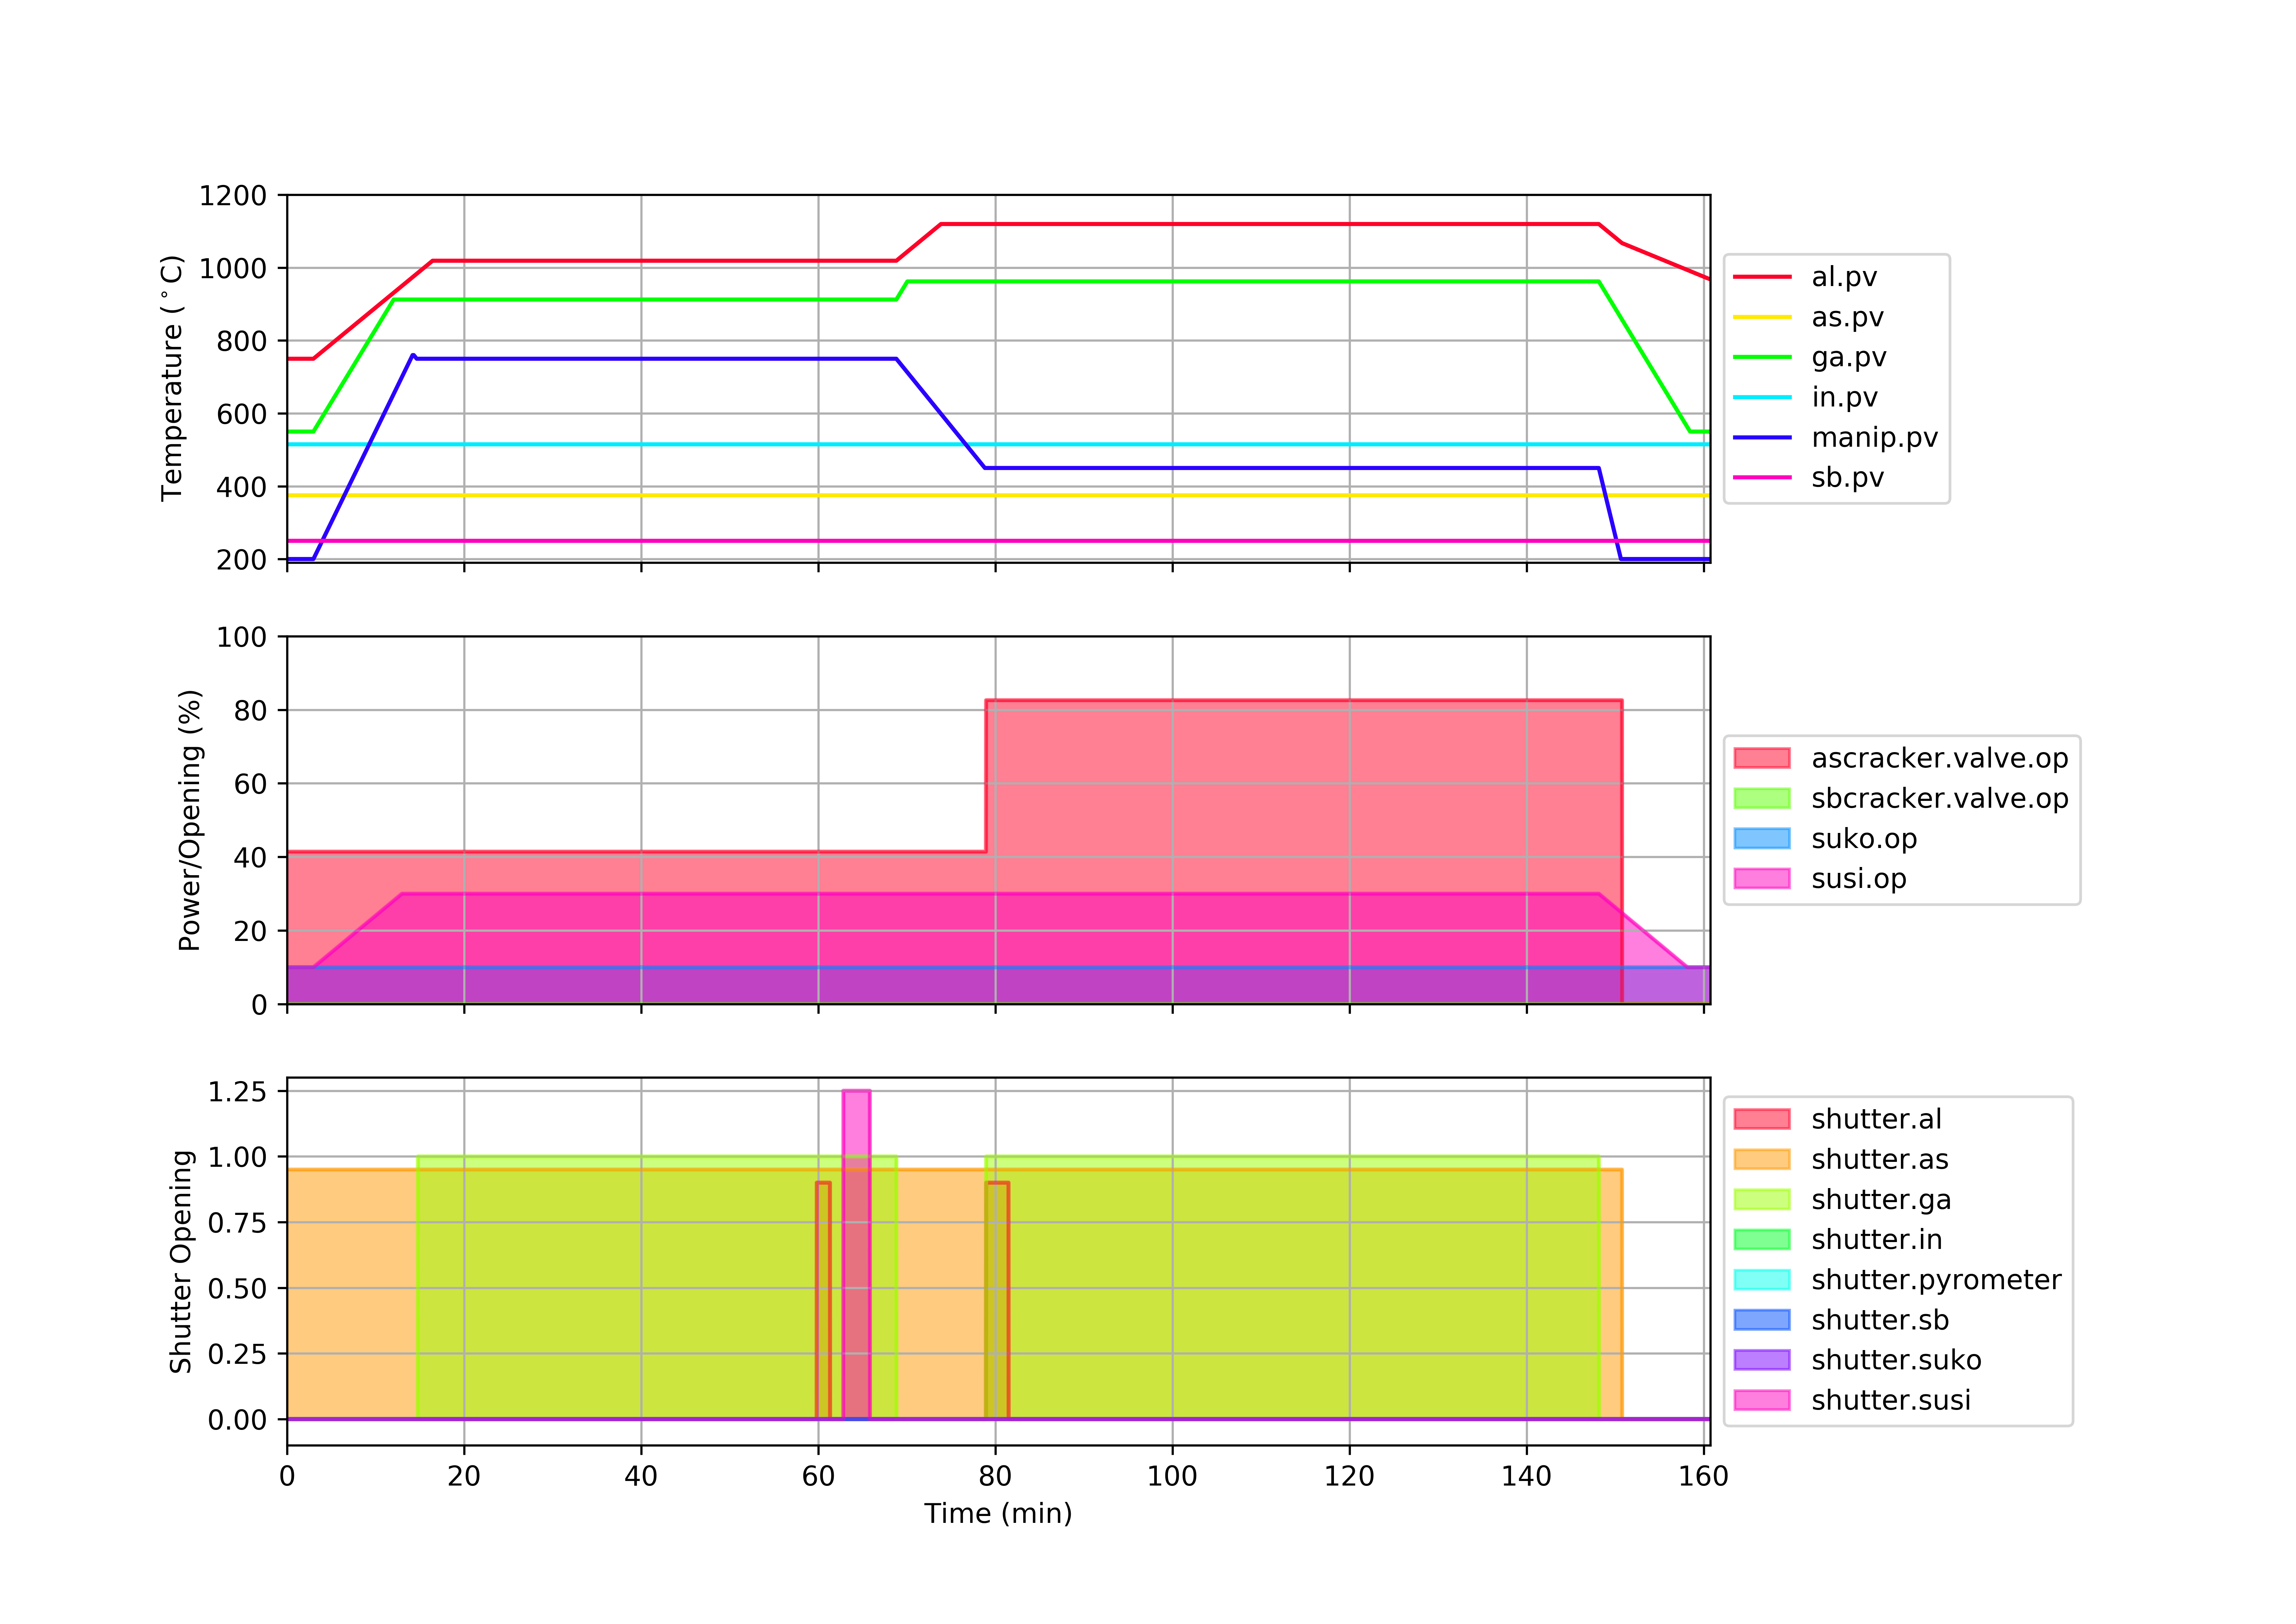 1200
1000
800
600
400
200
Temperature (°C)
al.pv
as.pv
ga.pv
in.pv
manip.pv
sb.pv
100
80
60
40
20
0
Power/Opening (%)
ascracker.valve.op
sbcracker.valve.op
suko.op
susi.op
1.25
1.00
0.75
0.50
0.25
0.00
Shutter Opening
shutter.al
shutter.as
shutter.ga
shutter.in
shutter.pyrometer
shutter.sb
shutter.suko
shutter.susi
0 20 40 60 80 100 120 140 160
Time (min)